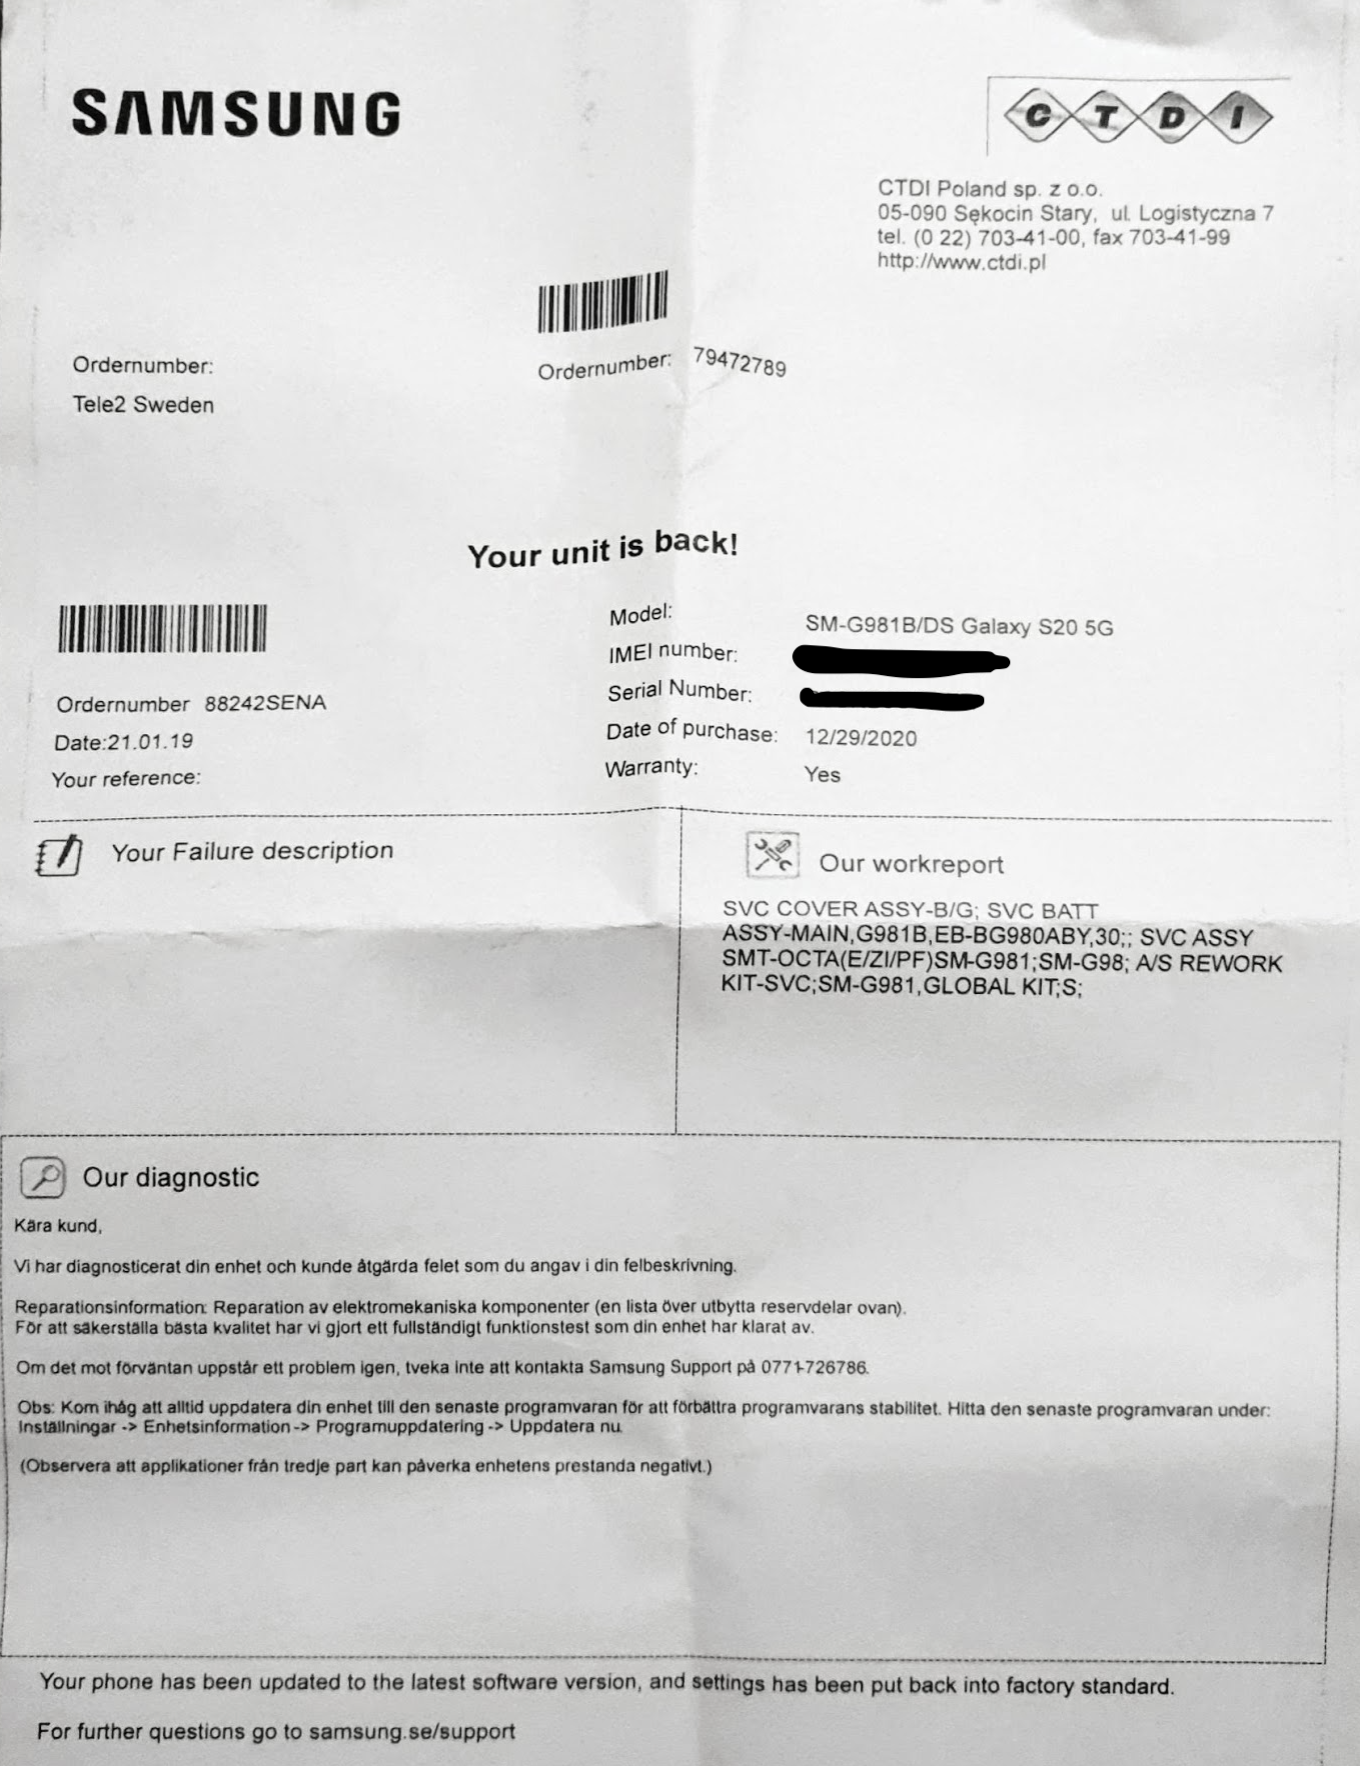 SAMSUNG
CTDI
CTDI Poland sp. z o.o.
05-090 Sękocin Stary, ul. Logistyczna 7
tel. (0 22) 703-41-00, fax 703-41-99
http://www.ctdi.pl
Ordernumber:
Tele2 Sweden
Ordernumber: 79472789
Your unit is back!
Ordernumber 88242SENA
Date:21.01.19
Your reference:
Model: SM-G981B/DS Galaxy S20 5G
IMEI number:
Serial Number:
Date of purchase: 12/29/2020
Warranty: Yes
Your Failure description
Our workreport
SVC COVER ASSY-B/G; SVC BATT
ASSY-MAIN,G981B,EB-BG980ABY,30;; SVC ASSY
SMT-OCTA(E/ZI/PF)SM-G981;SM-G98; A/S REWORK
KIT-SVC;SM-G981,GLOBAL KIT;S;
Our diagnostic
Kära kund,
Vi har diagnosticerat din enhet och kunde åtgärda felet som du angav i din felbeskrivning.
Reparationsinformation: Reparation av elektromekaniska komponenter (en lista över utbytta reservdelar ovan).
För att säkerställa bästa kvalitet har vi gjort ett fullständigt funktionstest som din enhet har klarat av.
Om det mot förväntan uppstår ett problem igen, tveka inte att kontakta Samsung Support på 0771-726786.
Obs: Kom ihåg att alltid uppdatera din enhet till den senaste programvaran för att förbättra programvarans stabilitet. Hitta den senaste programvaran under:
Inställningar -> Enhetsinformation -> Programuppdatering -> Uppdatera nu.
(Observera att applikationer från tredje part kan påverka enhetens prestanda negativt.)
Your phone has been updated to the latest software version, and settings has been put back into factory standard.
For further questions go to samsung.se/support